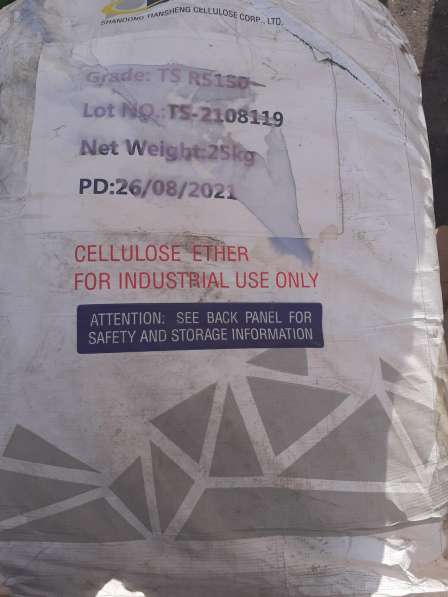 SHANDONG TIANSHENG CELLULOSE CORP., LTD.
Grade: TS R5150
Lot NO.:TS-2108119
Net Weight:25kg
PD:26/08/2021
CELLULOSE ETHER
FOR INDUSTRIAL USE ONLY
ATTENTION: SEE BACK PANEL FOR
SAFETY AND STORAGE INFORMATION